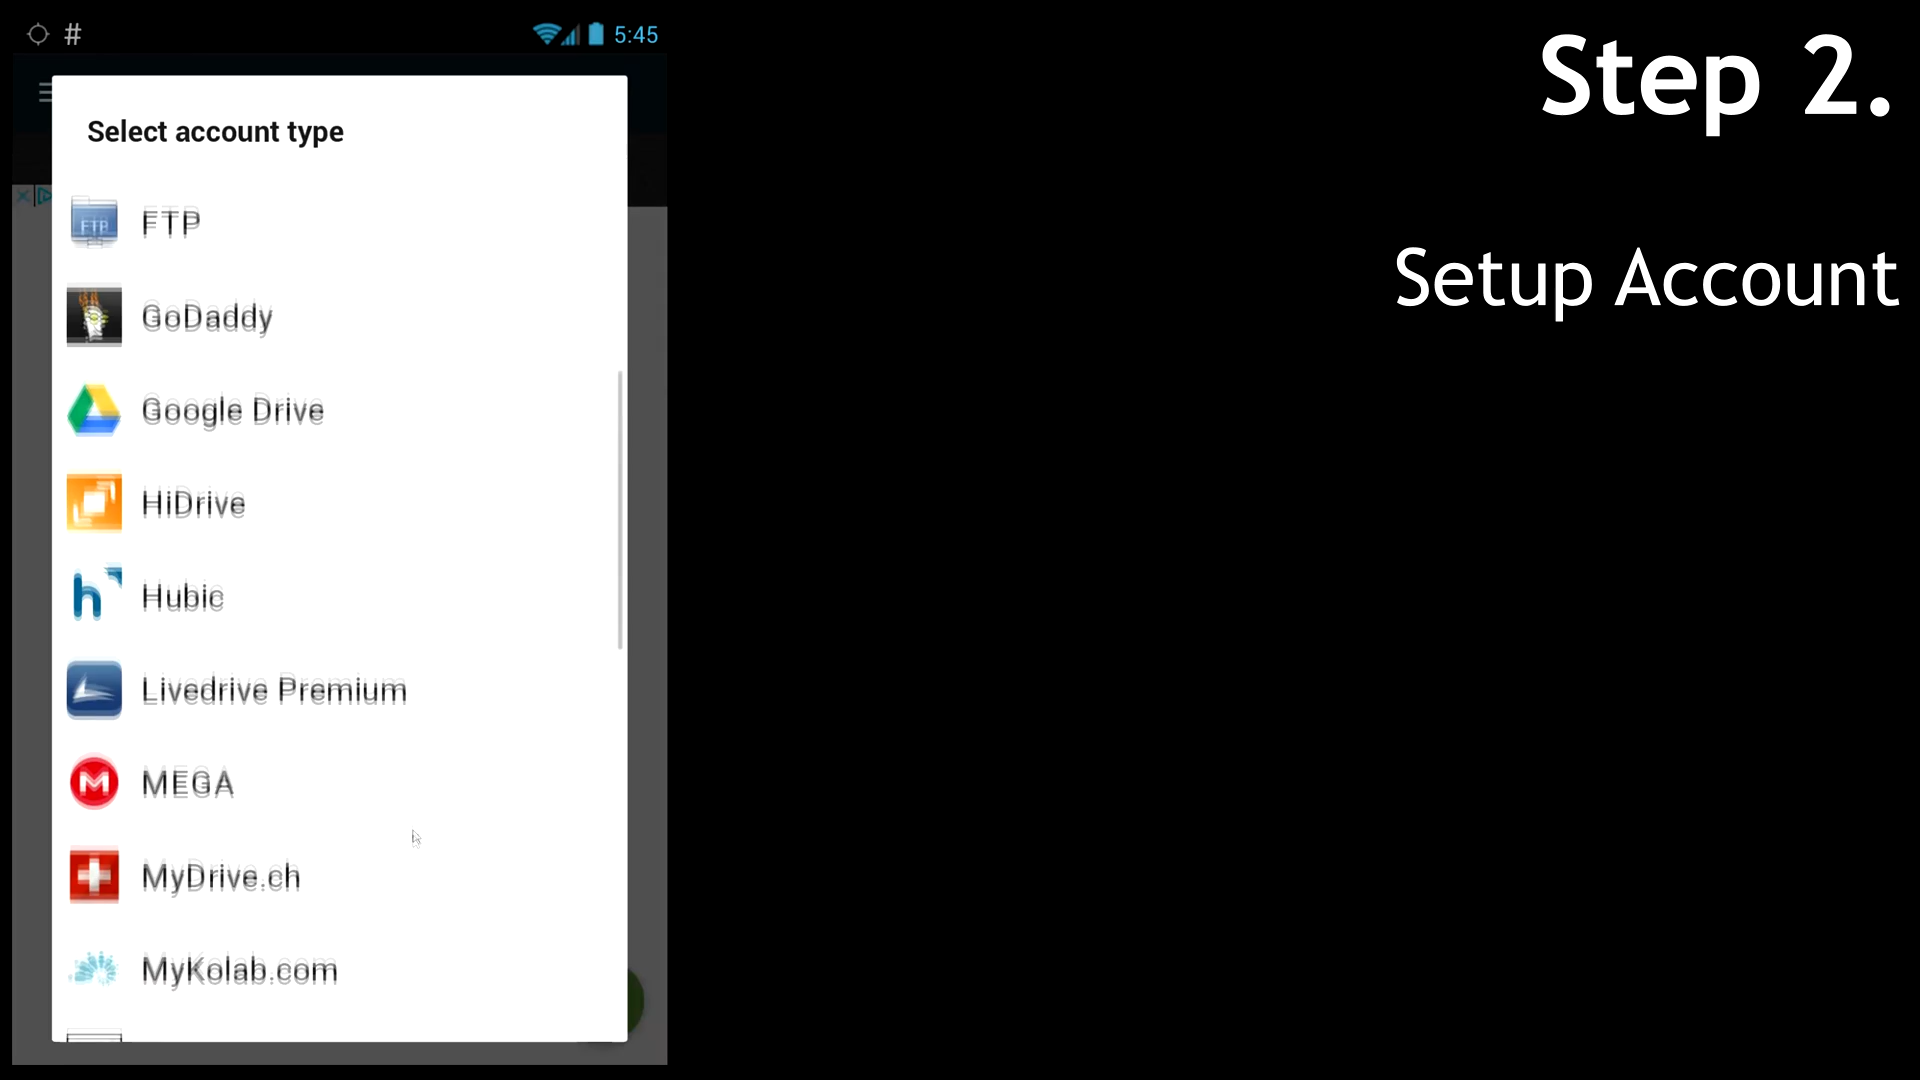 # 5:45
Select account type
FTP
FTP
GoDaddy
Google Drive
HiDrive
Hubic
Livedrive Premium
MEGA
MyDrive.ch
MyKolab.com
Step 2.
Setup Account